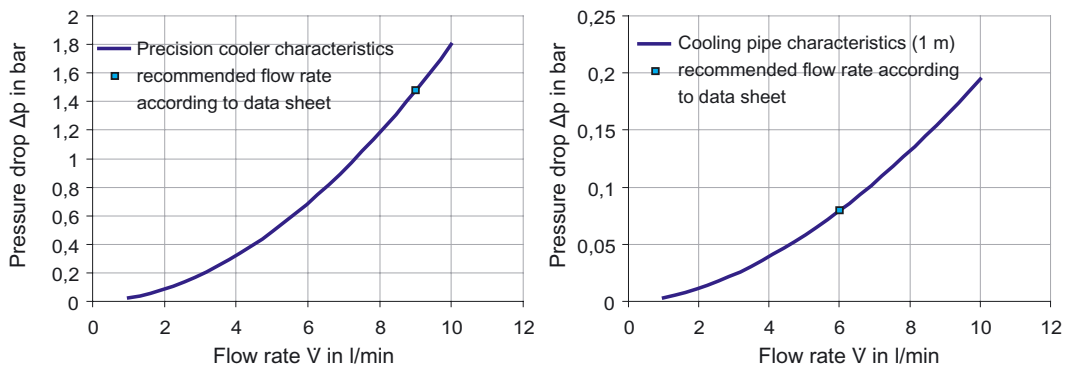 2
1,8
1,6
1,4
1,2
1
0,8
0,6
0,4
0,2
0
Pressure drop Δp in bar
Precision cooler characteristics
recommended flow rate
according to data sheet
0 2 4 6 8 10 12
Flow rate V̇ in l/min
0,25
0,2
0,15
0,1
0,05
0
Pressure drop Δp in bar
Cooling pipe characteristics (1 m)
recommended flow rate according
to data sheet
0 2 4 6 8 10 12
Flow rate V̇ in l/min